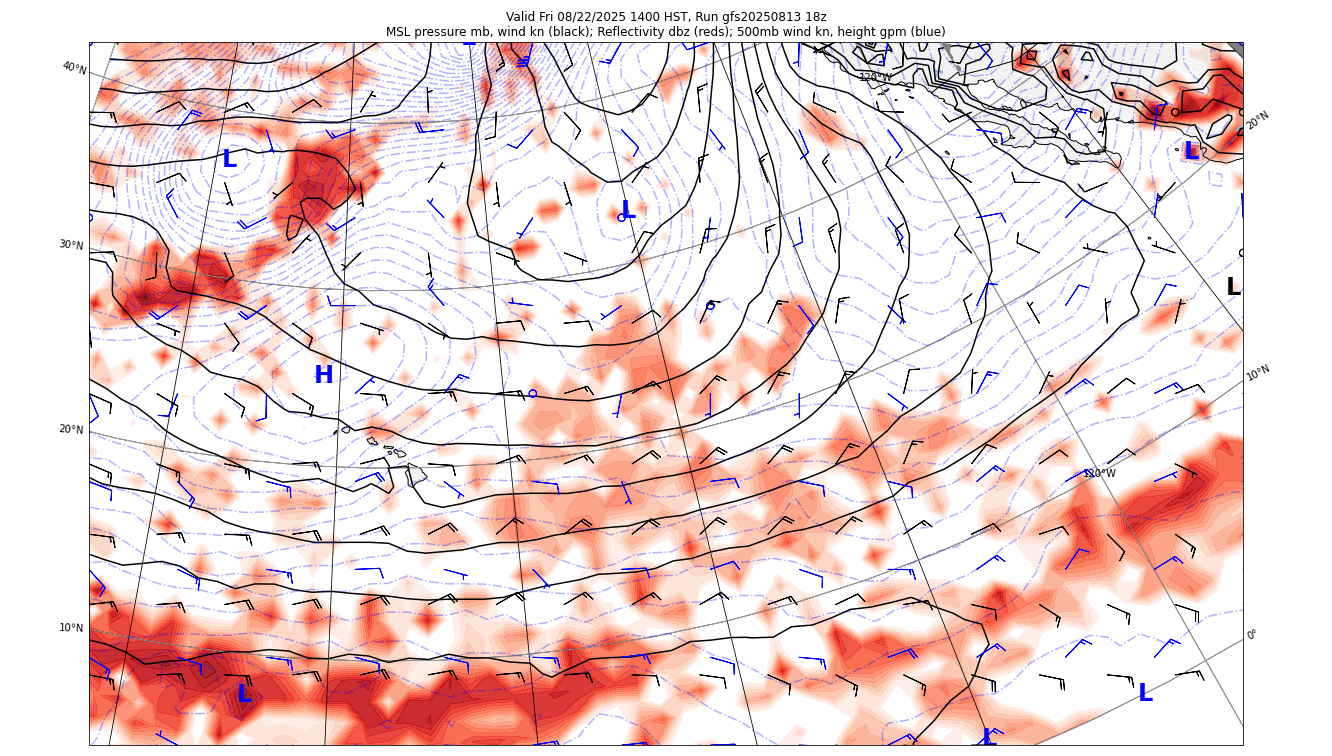 Valid Fri 08/22/2025 1400 HST, Run gfs20250813 18z
MSL pressure mb, wind kn (black); Reflectivity dbz (reds); 500mb wind kn, height gpm (blue)
40°N
120°W
20°N
L
L
L
30°N
L
H
10°N
20°N
120°W
10°N
0°
L
L
L